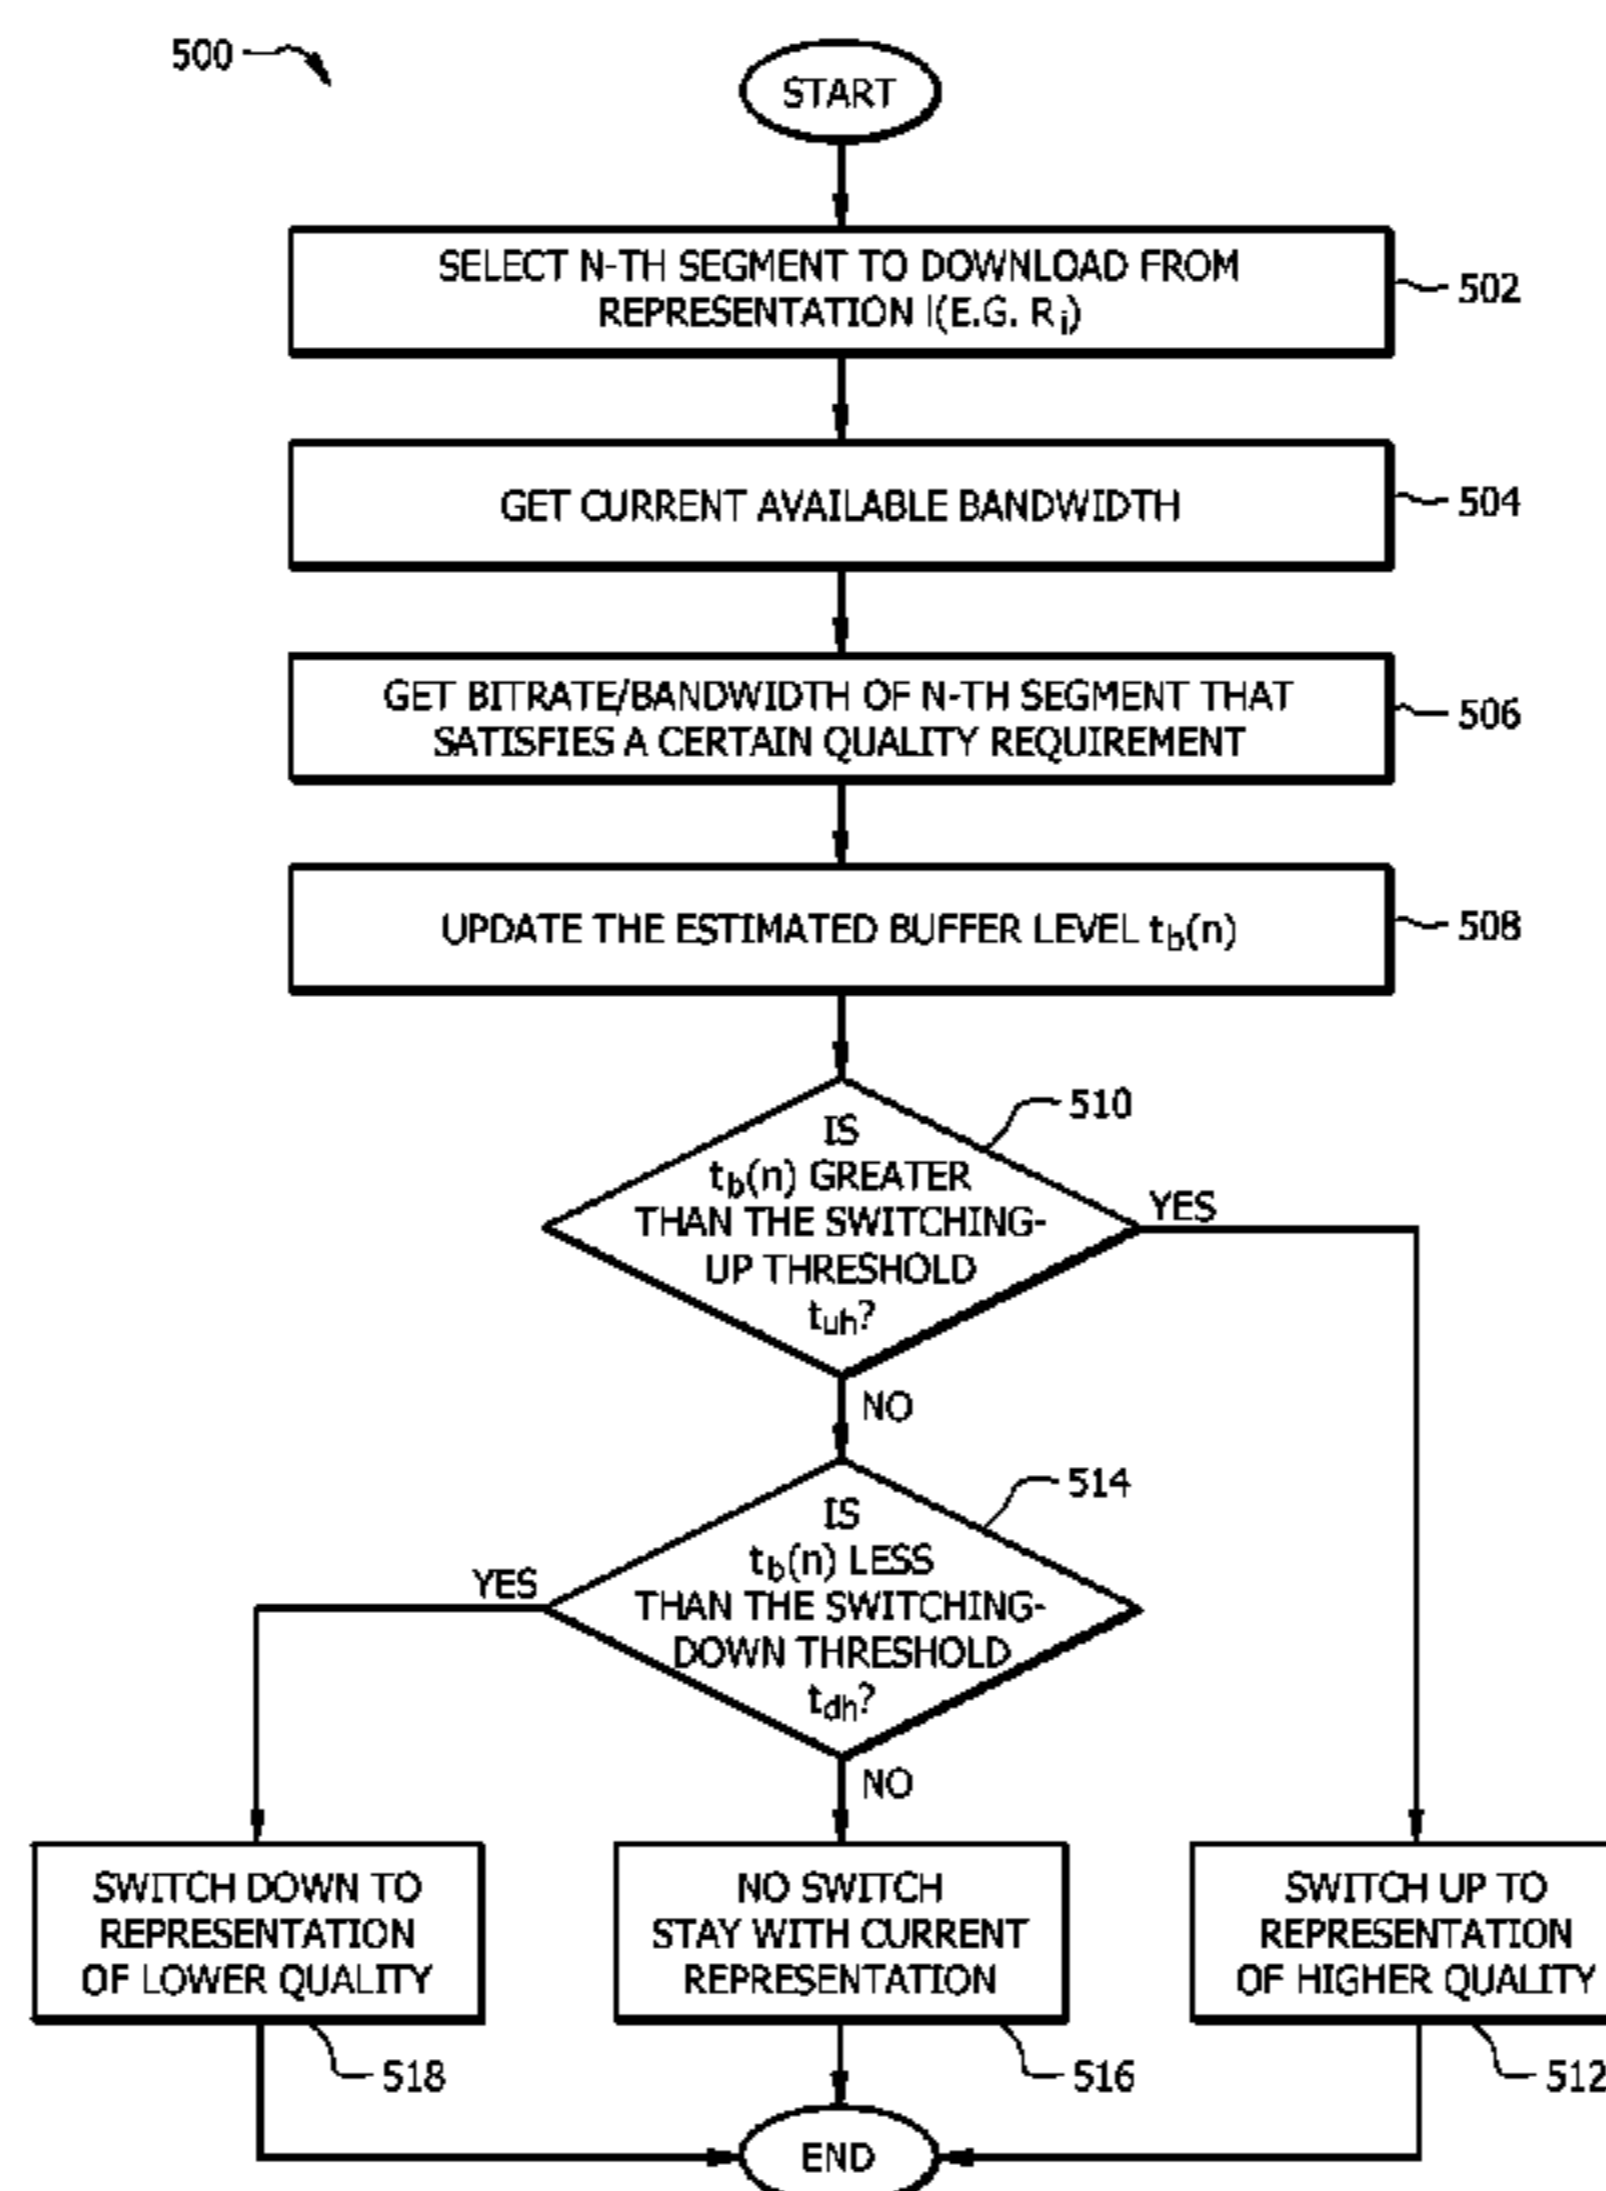 500
START
SELECT N-TH SEGMENT TO DOWNLOAD FROM
REPRESENTATION I(E.G. Ri)
502
GET CURRENT AVAILABLE BANDWIDTH
504
GET BITRATE/BANDWIDTH OF N-TH SEGMENT THAT
SATISFIES A CERTAIN QUALITY REQUIREMENT
506
UPDATE THE ESTIMATED BUFFER LEVEL tb(n)
508
510
IS
tb(n) GREATER
THAN THE SWITCHING-
UP THRESHOLD
tuh?
YES
NO
514
IS
tb(n) LESS
THAN THE SWITCHING-
DOWN THRESHOLD
tdh?
YES
NO
SWITCH DOWN TO
REPRESENTATION
OF LOWER QUALITY
518
NO SWITCH
STAY WITH CURRENT
REPRESENTATION
516
SWITCH UP TO
REPRESENTATION
OF HIGHER QUALITY
512
END